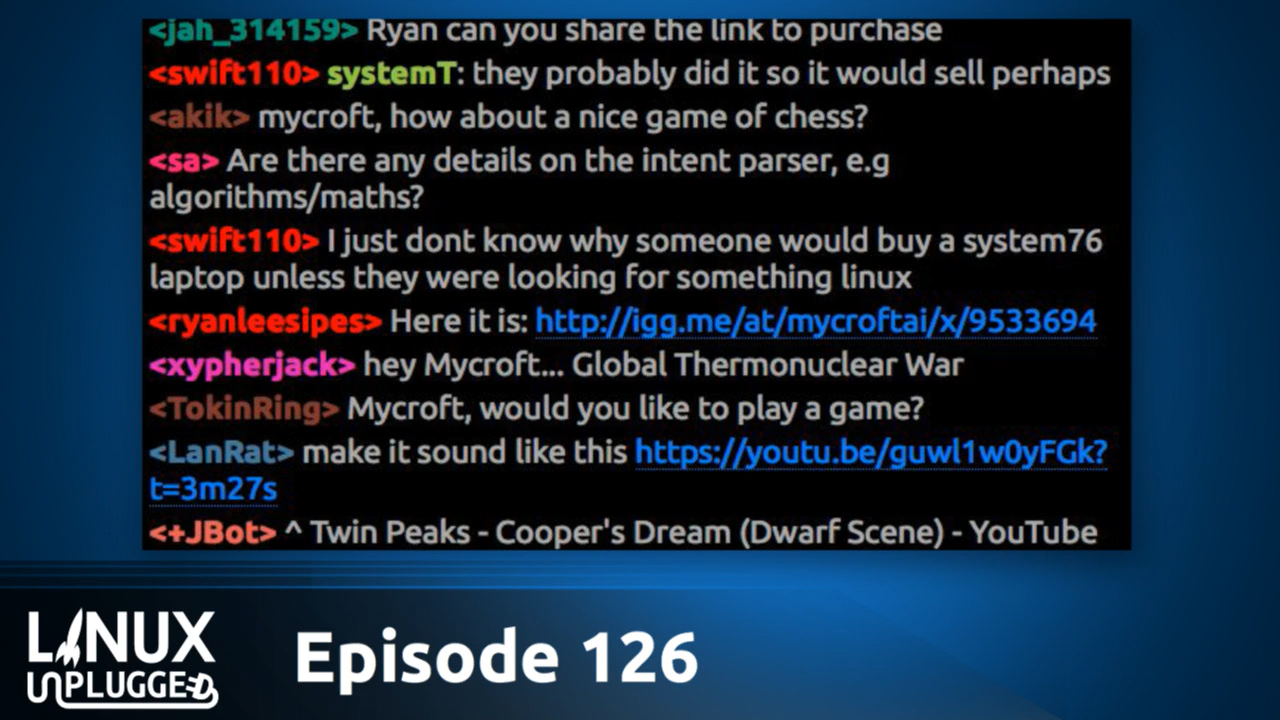 <jah_314159> Ryan can you share the link to purchase
<swift110> systemT: they probably did it so it would sell perhaps
<akik> mycroft, how about a nice game of chess?
<sa> Are there any details on the intent parser, e.g
algorithms/maths?
<swift110> I just dont know why someone would buy a system76
laptop unless they were looking for something linux
<ryanleesipes> Here it is: http://igg.me/at/mycroftai/x/9533694
<xypherjack> hey Mycroft... Global Thermonuclear War
<TokinRing> Mycroft, would you like to play a game?
<LanRat> make it sound like this https://youtu.be/guwl1w0yFGk?
t=3m27s
<+JBot> ^ Twin Peaks - Cooper's Dream (Dwarf Scene) - YouTube
LINUX
UNPLUGGED
Episode 126